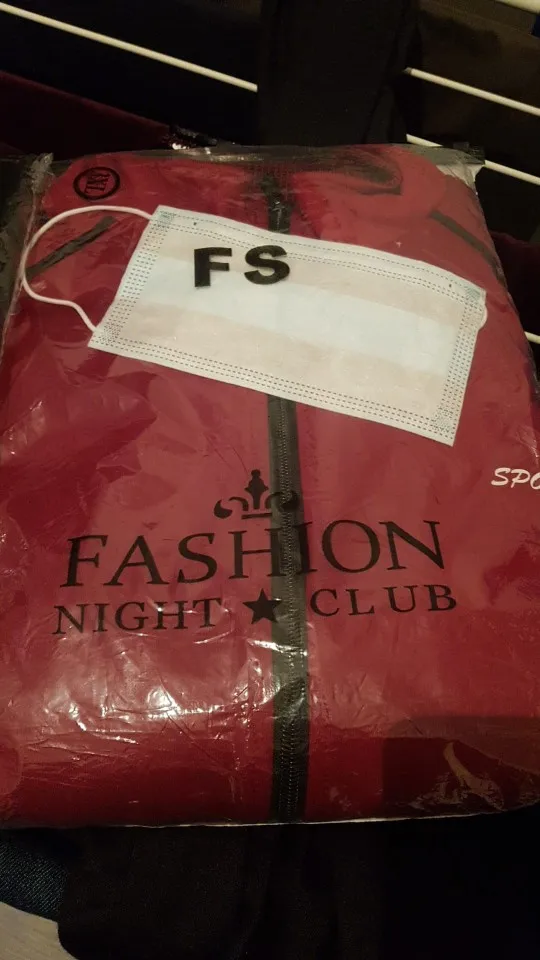 FS
SPO
FASHION
NIGHT ★ CLUB